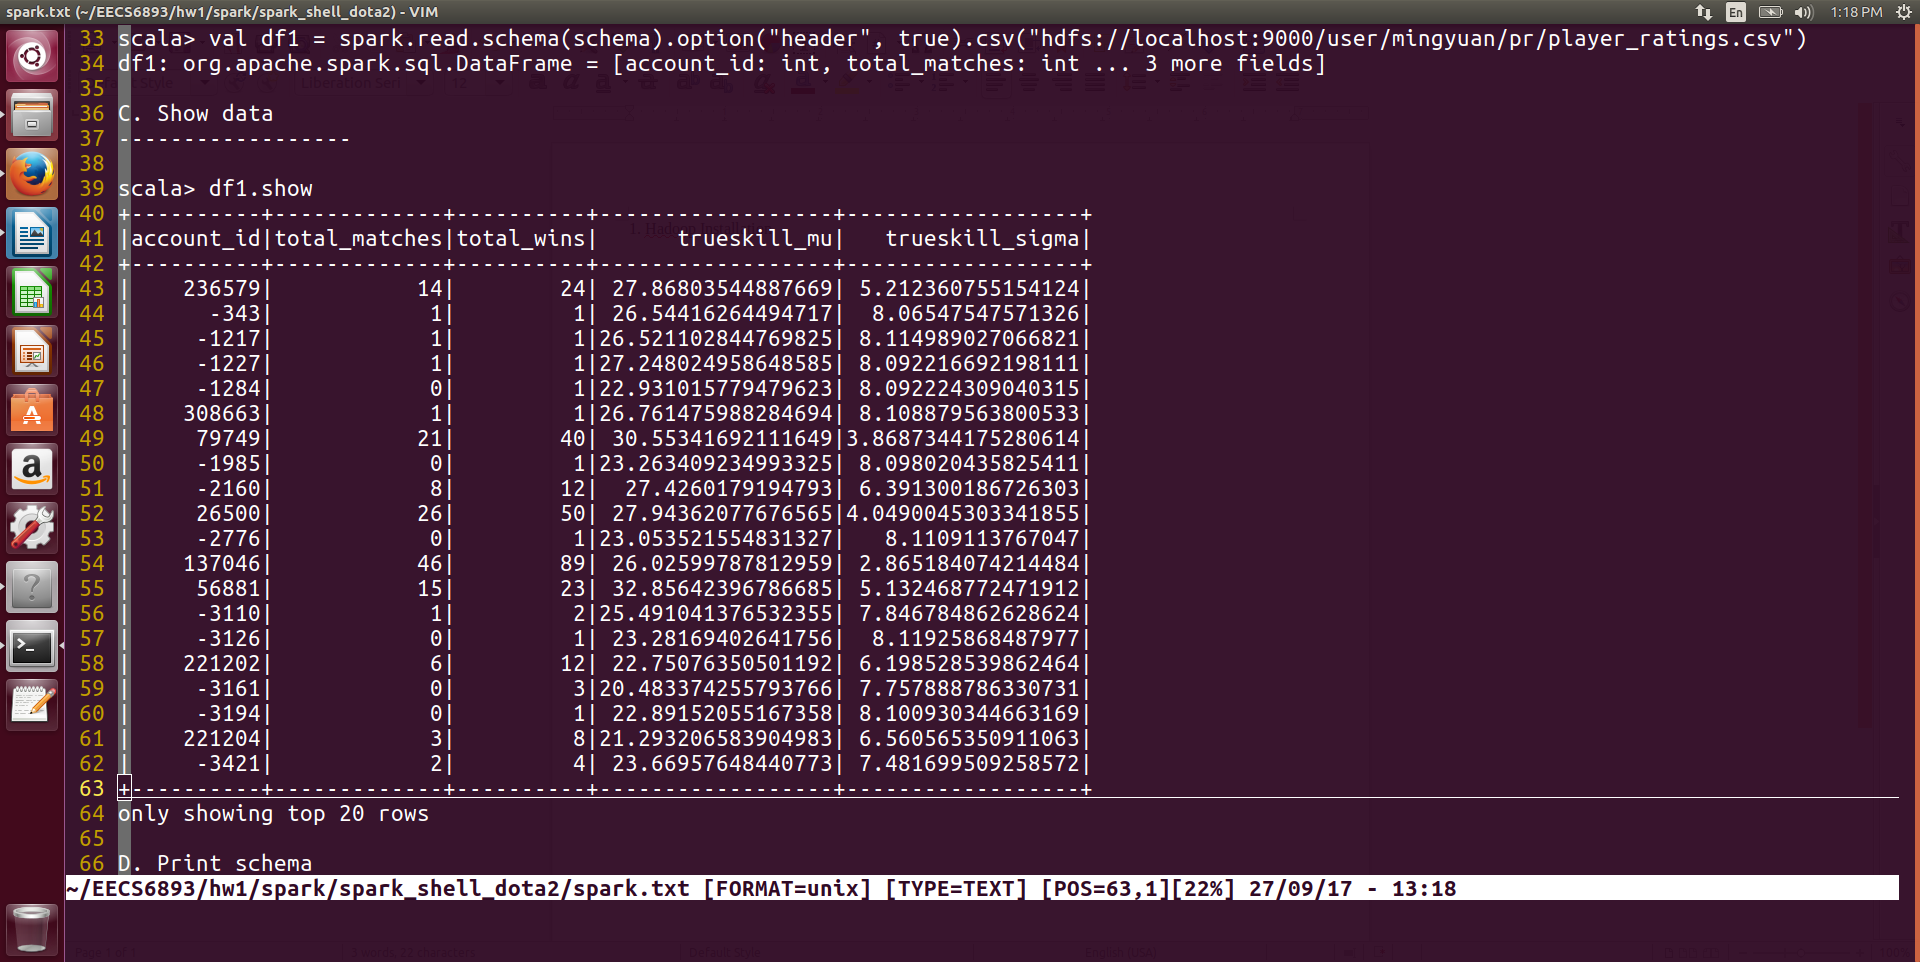 spark.txt (~/EECS6893/hw1/spark/spark_shell_dota2) - VIM
En 1:18 PM
33 scala> val df1 = spark.read.schema(schema).option("header", true).csv("hdfs://localhost:9000/user/mingyuan/pr/player_ratings.csv")
34 df1: org.apache.spark.sql.DataFrame = [account_id: int, total_matches: int ... 3 more fields]
35
36 C. Show data
37 -----------------
38
39 scala> df1.show
40 +----------+-------------+----------+------------------+------------------+
41 |account_id|total_matches|total_wins|      trueskill_mu|   trueskill_sigma|
42 +----------+-------------+----------+------------------+------------------+
43 |    236579|           14|        24| 27.86803544887669| 5.212360755154124|
44 |      -343|            1|         1| 26.54416264494717|  8.06547547571326|
45 |     -1217|            1|         1|26.521102844769825| 8.114989027066821|
46 |     -1227|            1|         1|27.248024958648585| 8.092216692198111|
47 |     -1284|            0|         1|22.931015779479623| 8.092224309040315|
48 |    308663|            1|         1|26.761475988284694| 8.108879563800533|
49 |     79749|           21|        40| 30.55341692111649|3.8687344175280614|
50 |     -1985|            0|         1|23.263409234993325| 8.098020435825411|
51 |     -2160|            8|        12|  27.4260179194793| 6.391300186726303|
52 |     26500|           26|        50| 27.94362077676565|4.0490045303341855|
53 |     -2776|            0|         1|23.053521554831327|   8.1109113767047|
54 |    137046|           46|        89| 26.02599787812959| 2.865184074214484|
55 |     56881|           15|        23| 32.85642396786685| 5.132468772471912|
56 |     -3110|            1|         2|25.491041376532355| 7.846784862628624|
57 |     -3126|            0|         1| 23.28169402641756|  8.11925868487977|
58 |    221202|            6|        12| 22.75076350501192| 6.198528539862464|
59 |     -3161|            0|         3|20.483374255793766| 7.757888786330731|
60 |     -3194|            0|         1| 22.89152055167358| 8.100930344663169|
61 |    221204|            3|         8|21.293206583904983| 6.560565350911063|
62 |     -3421|            2|         4| 23.66957648440773| 7.481699509258572|
63 +----------+-------------+----------+------------------+------------------+
64 only showing top 20 rows
65
66 D. Print schema
~/EECS6893/hw1/spark/spark_shell_dota2/spark.txt [FORMAT=unix] [TYPE=TEXT] [POS=63,1][22%] 27/09/17 - 13:18